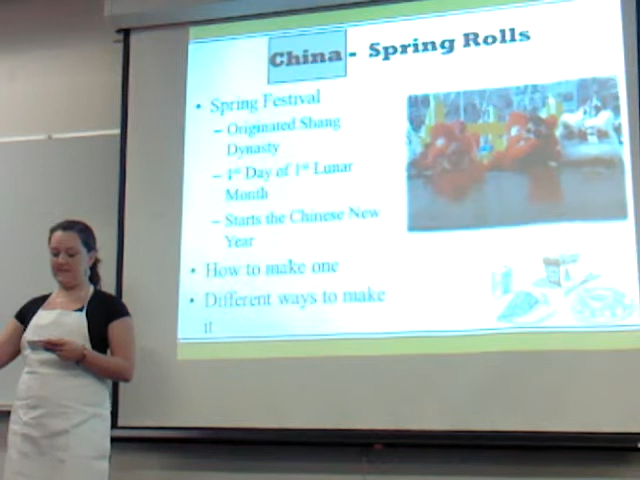 China - Spring Rolls
• Spring Festival
– Originated Shang
Dynasty
– 1st Day of 1st Lunar
Month
– Starts the Chinese New
Year
• How to make one
• Different ways to make
it